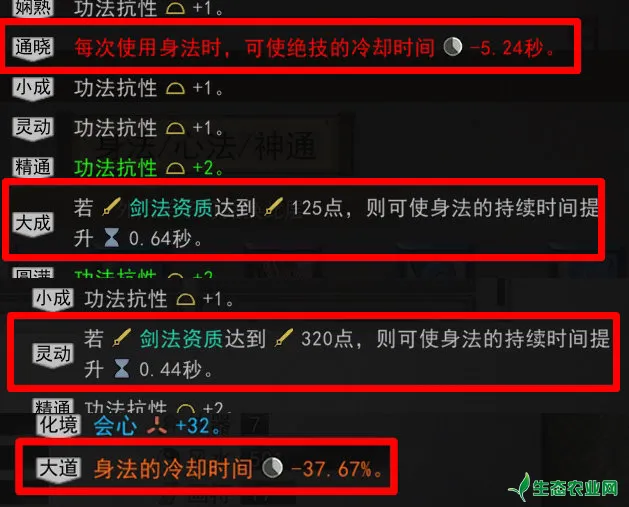 娴熟 功法抗性 +1。
通晓 每次使用身法时，可使绝技的冷却时间 -5.24秒。
小成 功法抗性 +1。
灵动 功法抗性 +1。
身法/心法/神通
精通 功法抗性 +2。
大成 若 剑法资质达到 125点，则可使身法的持续时间提
升 0.64秒。
圆满 功法抗性 +2
小成 功法抗性 +1。
灵动 若 剑法资质达到 320点，则可使身法的持续时间提
升 0.44秒。
精通 功法抗性 +2。
化境 会心 +32。
大道 身法的冷却时间 -37.67%。
生态农业网